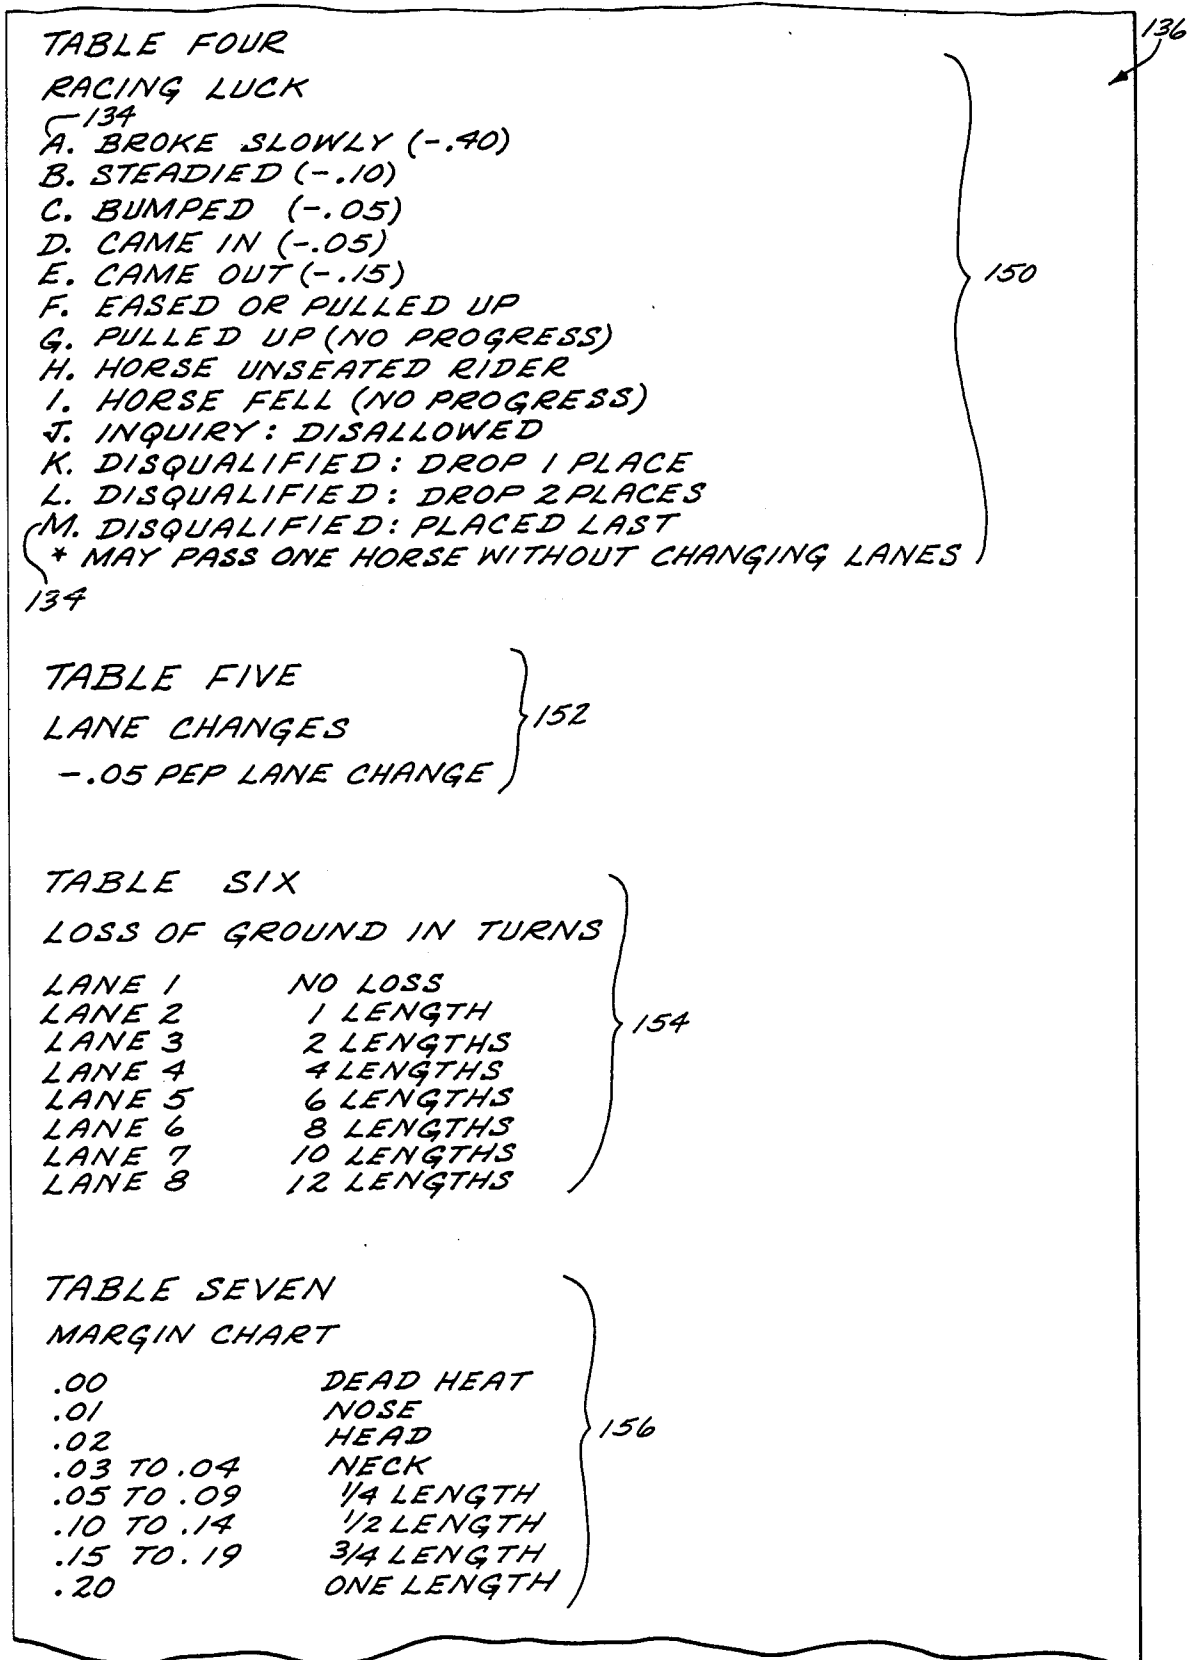 136
TABLE FOUR
RACING LUCK
134
A. BROKE SLOWLY (-.40)
B. STEADIED (-.10)
C. BUMPED (-.05)
D. CAME IN (-.05)
E. CAME OUT (-.15)
150
F. EASED OR PULLED UP
G. PULLED UP (NO PROGRESS)
H. HORSE UNSEATED RIDER
I. HORSE FELL (NO PROGRESS)
J. INQUIRY: DISALLOWED
K. DISQUALIFIED: DROP 1 PLACE
L. DISQUALIFIED: DROP 2 PLACES
M. DISQUALIFIED: PLACED LAST
* MAY PASS ONE HORSE WITHOUT CHANGING LANES
134
TABLE FIVE
LANE CHANGES
152
-.05 PEP LANE CHANGE
TABLE SIX
LOSS OF GROUND IN TURNS
LANE 1 NO LOSS
LANE 2 1 LENGTH
154
LANE 3 2 LENGTHS
LANE 4 4 LENGTHS
LANE 5 6 LENGTHS
LANE 6 8 LENGTHS
LANE 7 10 LENGTHS
LANE 8 12 LENGTHS
TABLE SEVEN
MARGIN CHART
.00 DEAD HEAT
.01 NOSE
156
.02 HEAD
.03 TO .04 NECK
.05 TO .09 1/4 LENGTH
.10 TO .14 1/2 LENGTH
.15 TO .19 3/4 LENGTH
.20 ONE LENGTH